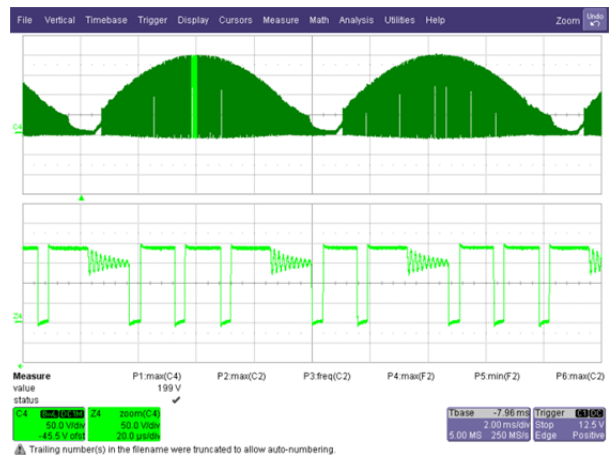 File Vertical Timebase Trigger Display Cursors Measure Math Analysis Utilities Help Zoom Undo
C4
Z4
Measure P1:max(C4) P2:max(C2) P3:freq(C2) P4:max(F2) P5:min(F2) P6:max(C2)
value 199 V
status ✓
C4 BwL DC1M
50.0 V/div
-45.5 V ofst
Z4 zoom(C4)
50.0 V/div
20.0 µs/div
Tbase -7.96 ms
2.00 ms/div
5.00 MS 250 MS/s
Trigger C1 DC
Stop 12.5 V
Edge Positive
Trailing number(s) in the filename were truncated to allow auto-numbering.